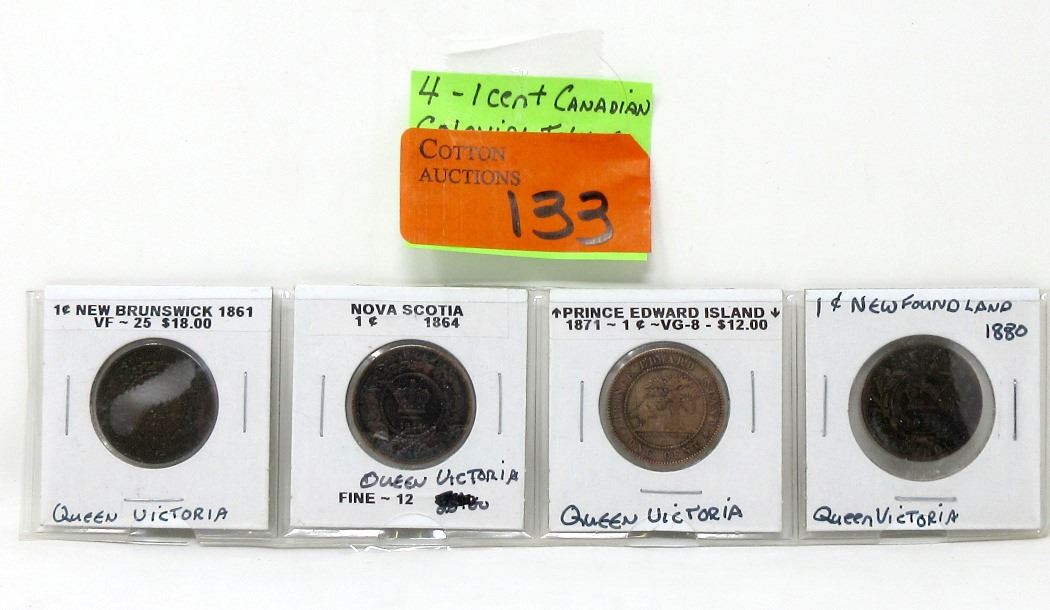 4 - 1 cent CANADIAN
COTTON
AUCTIONS
133
1¢ NEW BRUNSWICK 1861
VF ~ 25 $18.00
QUEEN VICTORIA
NOVA SCOTIA
1 ¢ 1864
QUEEN VICTORIA
FINE ~ 12
↑PRINCE EDWARD ISLAND↓
1871 ~ 1 ¢ ~VG-8 - $12.00
QUEEN VICTORIA
1 ¢ NEWFOUNDLAND
1880
Queen VICTORIA